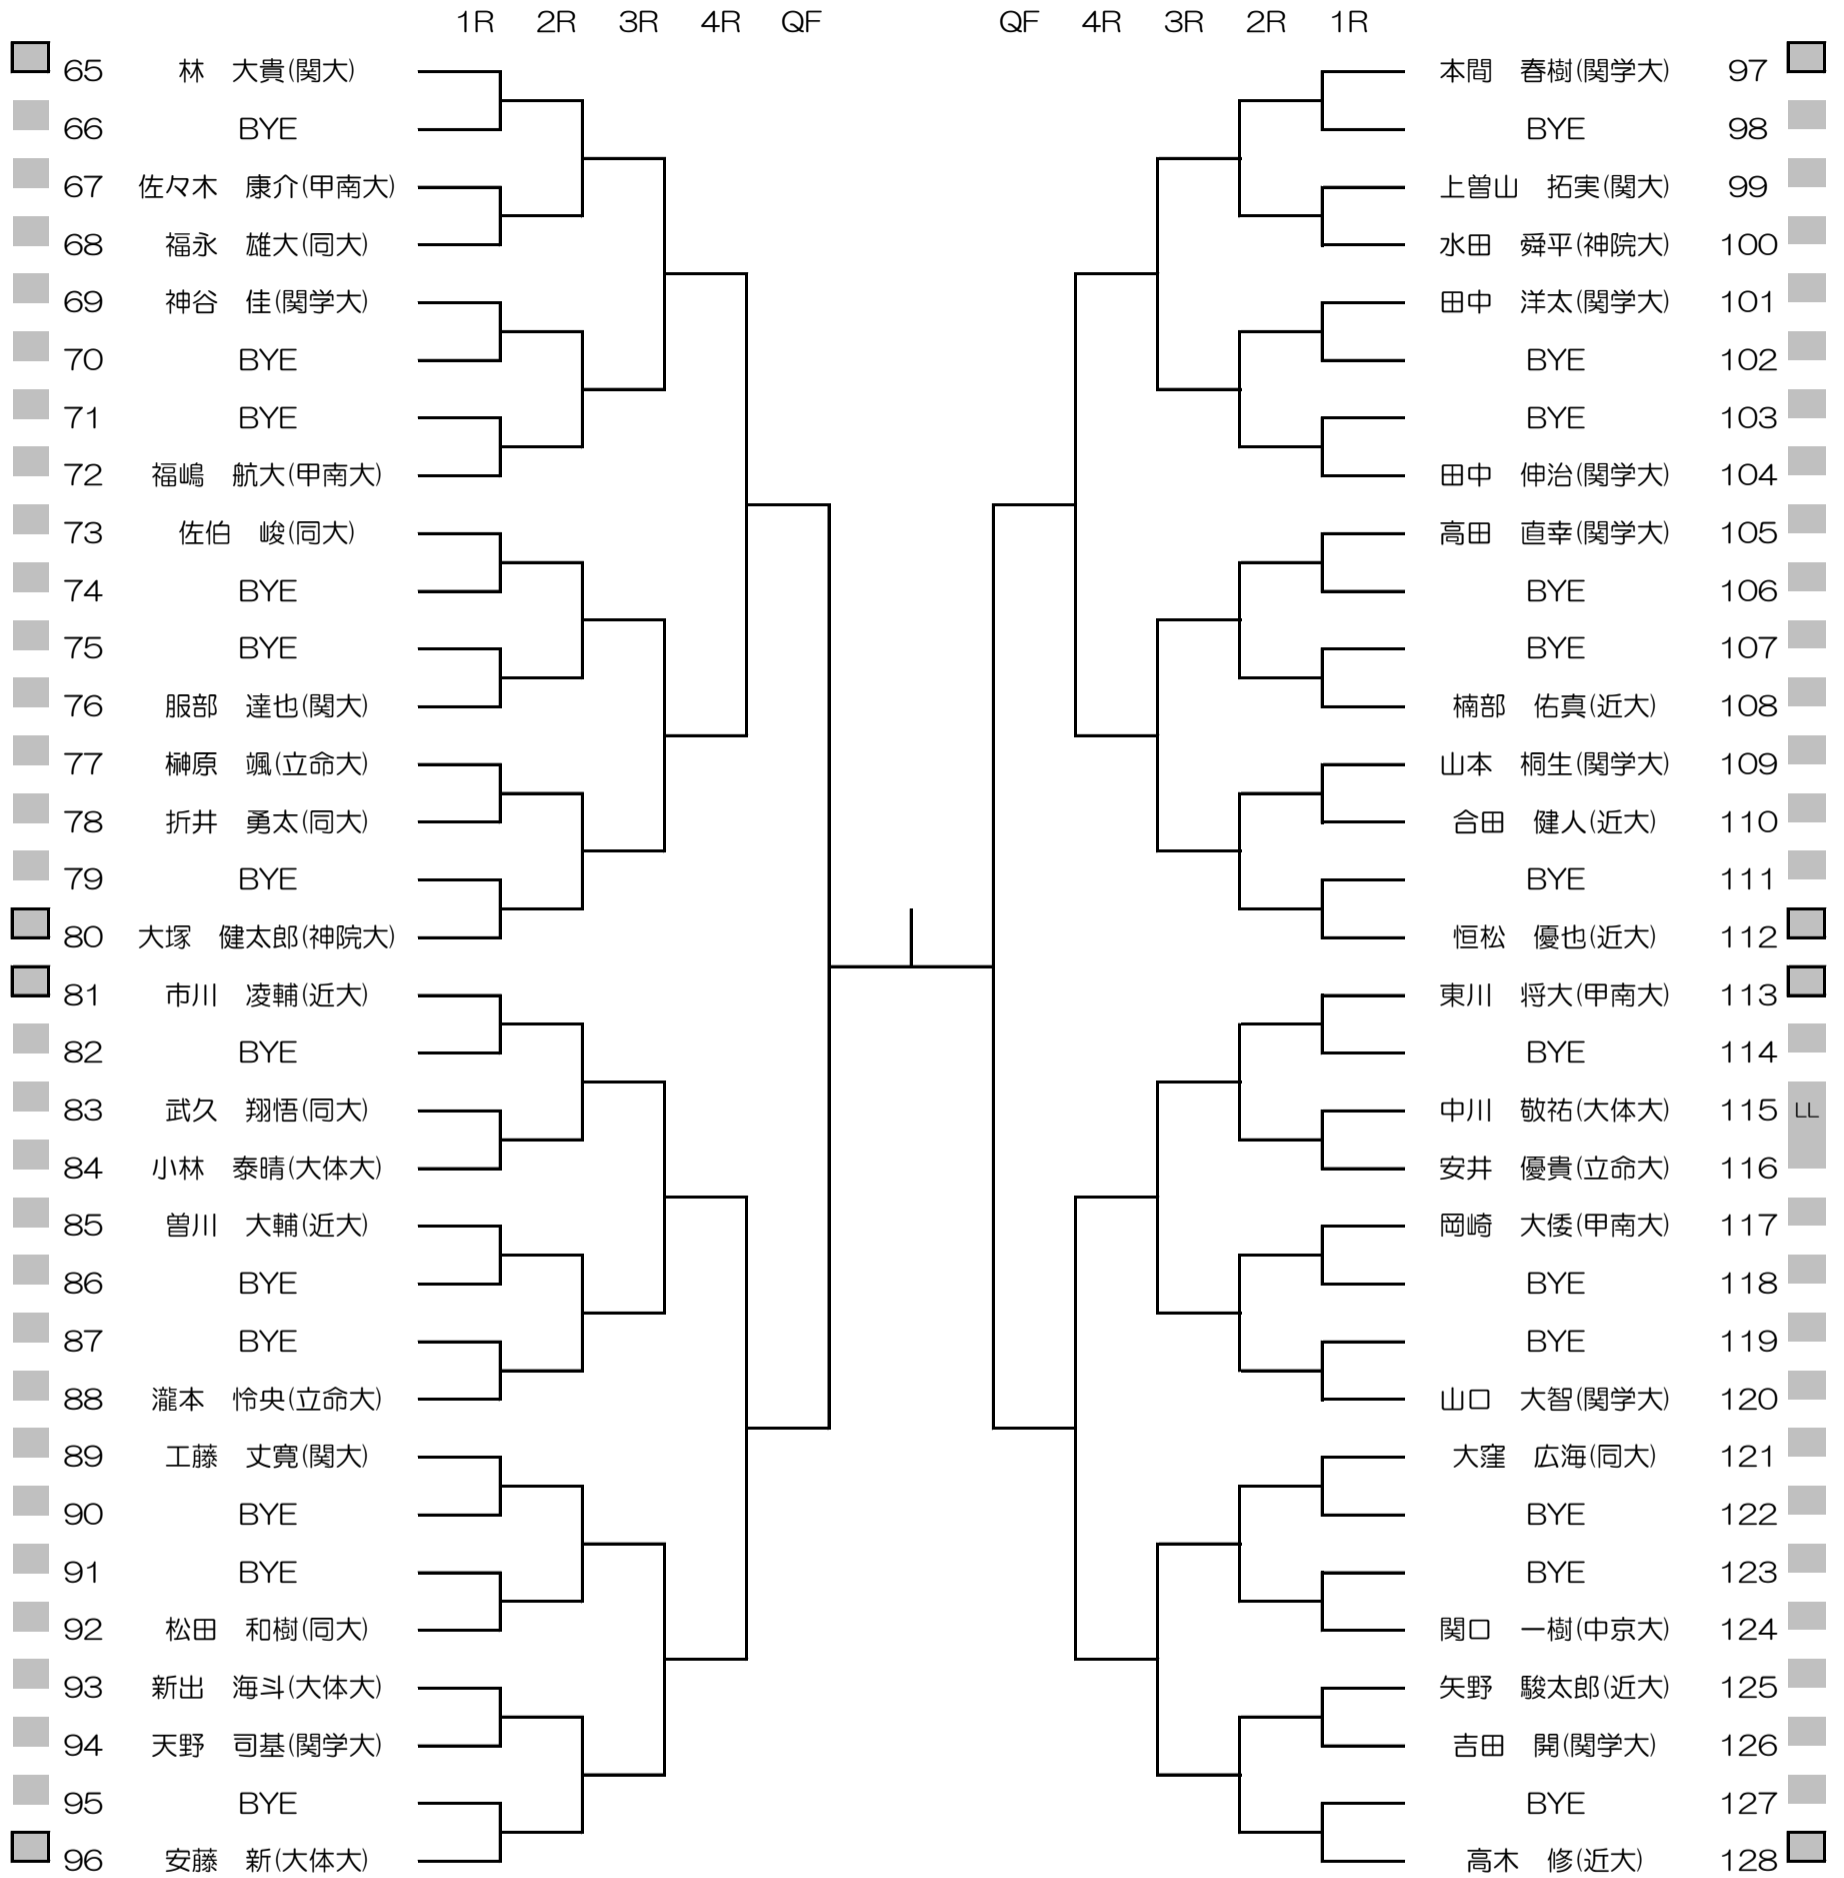 1R 2R 3R 4R QF QF 4R 3R 2R 1R
65 林 大貴(関大) 本間 春樹(関学大) 97
66 BYE BYE 98
67 佐々木 康介(甲南大) 上曽山 拓実(関大) 99
68 福永 雄大(同大) 水田 舜平(神院大) 100
69 神谷 佳(関学大) 田中 洋太(関学大) 101
70 BYE BYE 102
71 BYE BYE 103
72 福嶋 航大(甲南大) 田中 伸治(関学大) 104
73 佐伯 峻(同大) 高田 直幸(関学大) 105
74 BYE BYE 106
75 BYE BYE 107
76 服部 達也(関大) 楠部 佑真(近大) 108
77 榊原 颯(立命大) 山本 桐生(関学大) 109
78 折井 勇太(同大) 合田 健人(近大) 110
79 BYE BYE 111
80 大塚 健太郎(神院大) 恒松 優也(近大) 112
81 市川 凌輔(近大) 東川 将大(甲南大) 113
82 BYE BYE 114
83 武久 翔悟(同大) 中川 敬祐(大体大) 115 LL
84 小林 泰晴(大体大) 安井 優貴(立命大) 116
85 曽川 大輔(近大) 岡崎 大倭(甲南大) 117
86 BYE BYE 118
87 BYE BYE 119
88 瀧本 怜央(立命大) 山口 大智(関学大) 120
89 工藤 丈寛(関大) 大窪 広海(同大) 121
90 BYE BYE 122
91 BYE BYE 123
92 松田 和樹(同大) 関口 一樹(中京大) 124
93 新出 海斗(大体大) 矢野 駿太郎(近大) 125
94 天野 司基(関学大) 吉田 開(関学大) 126
95 BYE BYE 127
96 安藤 新(大体大) 高木 修(近大) 128